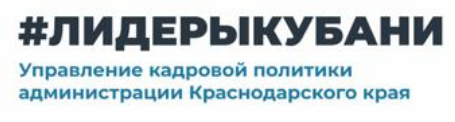 #ЛИДЕРЫКУБАНИ
Управление кадровой политики
администрации Краснодарского края